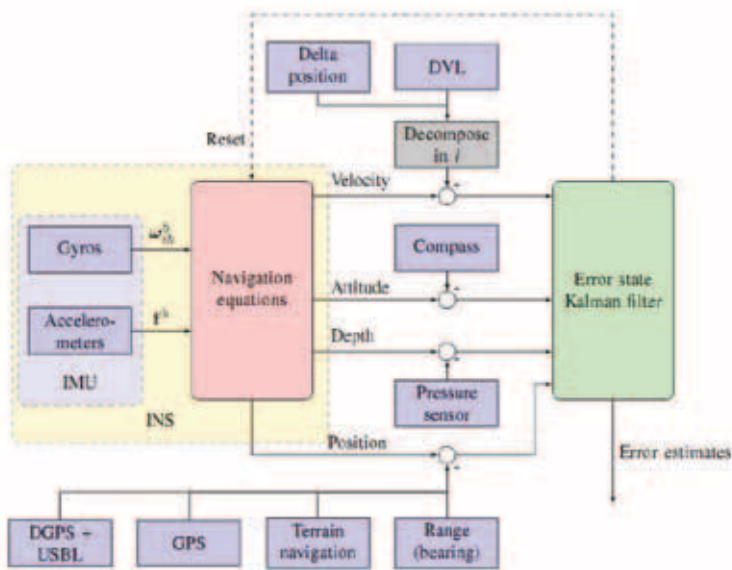 Delta
position
DVL
Reset
Decompose
in l
Velocity
Gyros
Compass
Navigation
equations
Attitude
Error state
Kalman filter
Accelero-
meters
Depth
IMU
Pressure
sensor
INS
Position
Error estimates
DGPS +
USBL
GPS
Terrain
navigation
Range
(bearing)